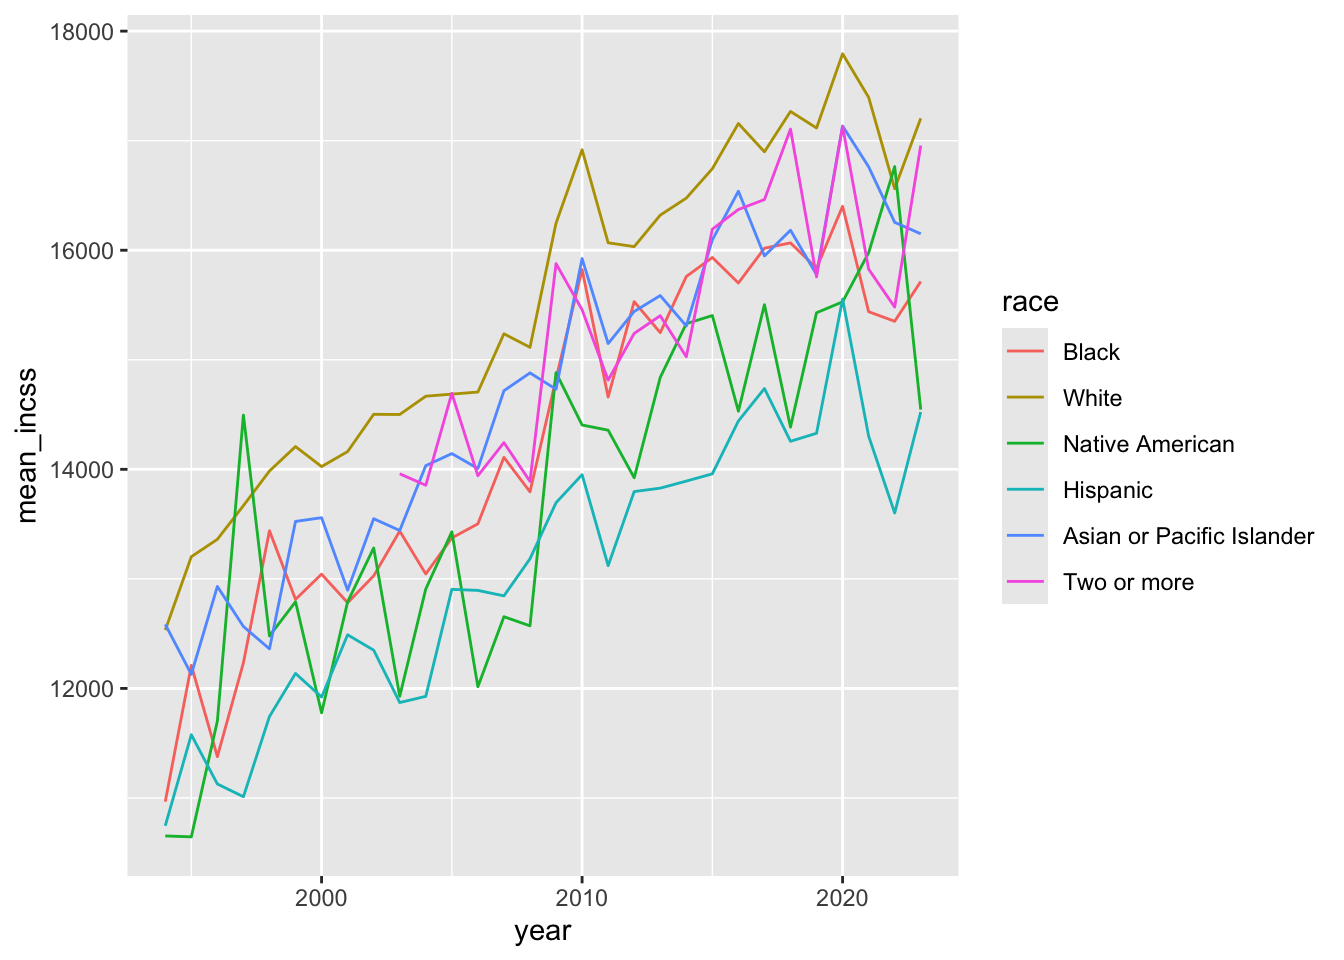 18000
16000
14000
12000
mean_incss
2000
2010
2020
year
race
Black
White
Native American
Hispanic
Asian or Pacific Islander
Two or more